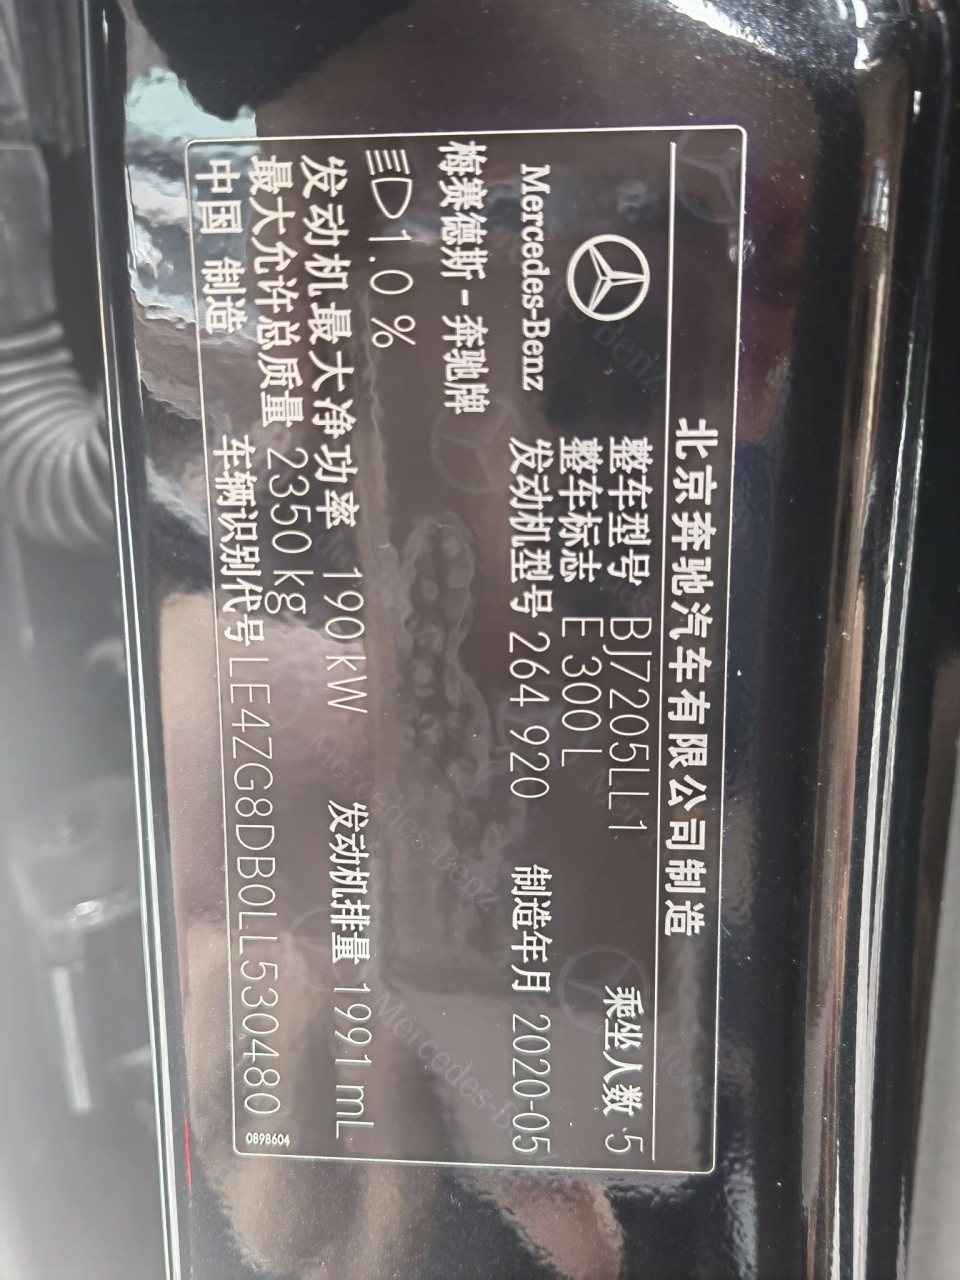 北京奔驰汽车有限公司制造
整车型号 BJ7205LL1 乘坐人数 5
整车标志 E 300 L
Mercedes-Benz 发动机型号 264 920 制造年月 2020-05
梅赛德斯-奔驰牌
1.0 %
发动机最大净功率 190 kW 发动机排量 1991 mL
最大允许总质量 2350 kg
中国 制造 车辆识别代号 LE4ZG8DB0LL530480
0898604